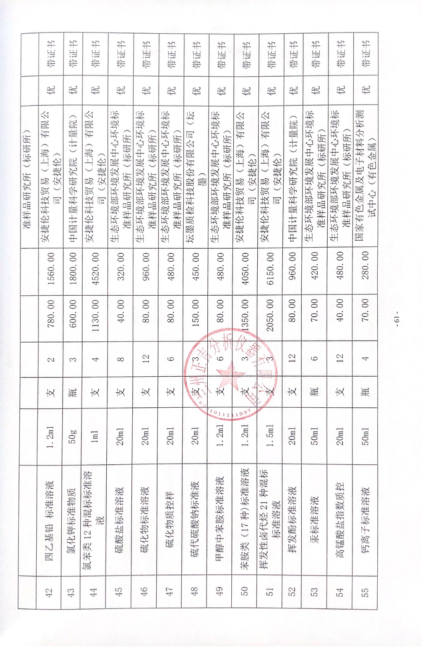 准样品研究所（标研所）
42 四乙基铅 标准溶液 1.2ml 支 2 780.00 1560.00 安捷伦科技贸易（上海）有限公司（安捷伦） 优 带证书
43 氯化钾标准物质 50g 瓶 3 600.00 1800.00 中国计量科学研究院（计量院） 优 带证书
44 氯苯类 12 种混标标准溶液 1ml 支 4 1130.00 4520.00 安捷伦科技贸易（上海）有限公司（安捷伦） 优 带证书
45 硫酸盐标准溶液 20ml 支 8 40.00 320.00 生态环境部环境发展中心环境标准样品研究所（标研所） 优 带证书
46 硫化物标准溶液 20ml 支 12 80.00 960.00 生态环境部环境发展中心环境标准样品研究所（标研所） 优 带证书
47 硫化物质控样 20ml 支 6 80.00 480.00 生态环境部环境发展中心环境标准样品研究所（标研所） 优 带证书
48 硫代硫酸钠标准溶液 20ml 支 3 150.00 450.00 坛墨质检科技股份有限公司（坛墨） 优 带证书
49 甲醇中苯标准溶液 1.2ml 支 6 80.00 480.00 生态环境部环境发展中心环境标准样品研究所（标研所） 优 带证书
50 苯胺类（17 种）标准溶液 1.2ml 支 3 1350.00 4050.00 安捷伦科技贸易（上海）有限公司（安捷伦） 优 带证书
51 挥发性卤代烃 21 种混标标准溶液 1.5ml 支 3 2050.00 6150.00 安捷伦科技贸易（上海）有限公司（安捷伦） 优 带证书
52 挥发酚标准溶液 20ml 支 12 80.00 960.00 中国计量科学研究院（计量院） 优 带证书
53 汞标准溶液 50ml 瓶 6 70.00 420.00 生态环境部环境发展中心环境标准样品研究所（标研所） 优 带证书
54 高锰酸盐指数质控 20ml 支 12 40.00 480.00 生态环境部环境发展中心环境标准样品研究所（标研所） 优 带证书
55 钙离子标准溶液 50ml 瓶 4 70.00 280.00 国家有色金属及电子材料分析测试中心（有色金属） 优 带证书
- 61 -